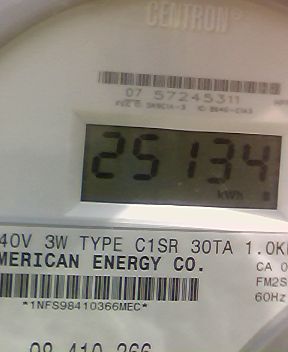 CENTRON®
07 57245311
25134
kWh
40V 3W TYPE C1SR 30TA 1.0K
MERICAN ENERGY CO.
CA 0
FM2S
60Hz
*1NFS98410366MEC*
98 410 366